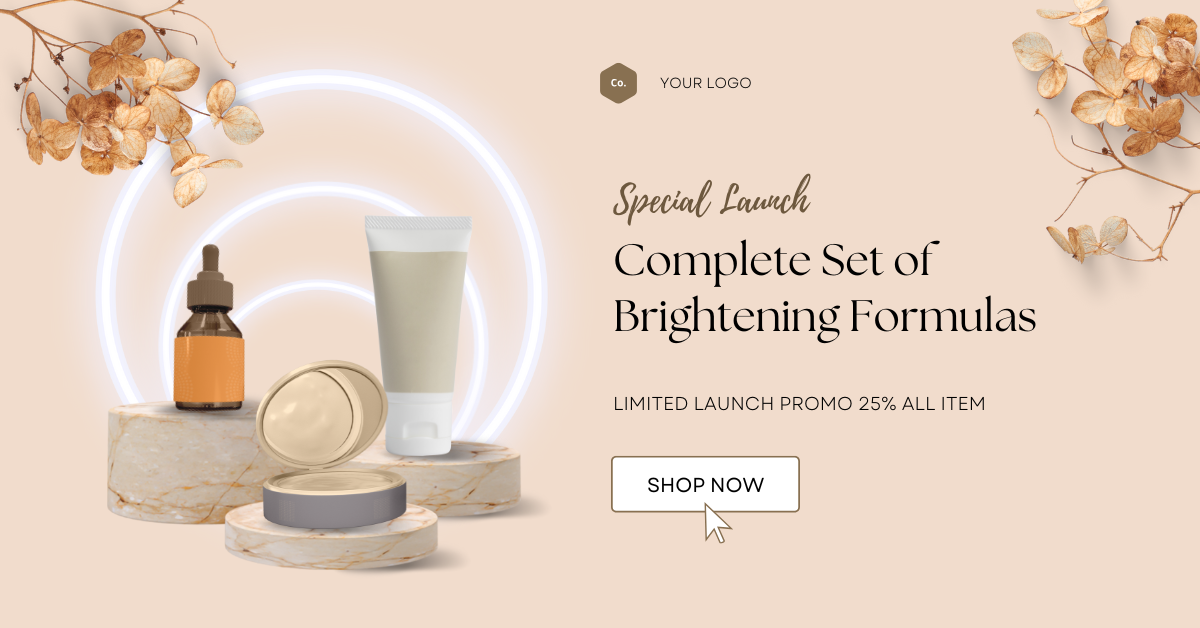 Co.
YOUR LOGO
Special Launch
Complete Set of
Brightening Formulas
LIMITED LAUNCH PROMO 25% ALL ITEM
SHOP NOW